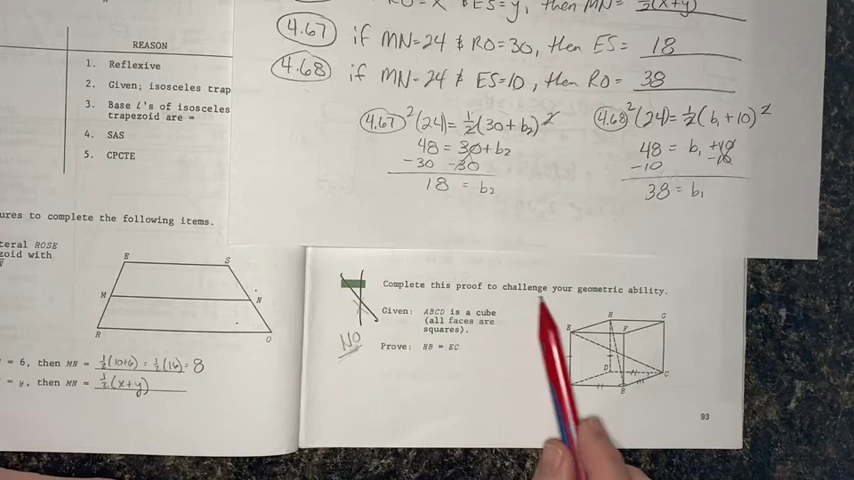 RO=X & ES=y, then MN= ½(x+y)
4.67 if MN=24 & RO=30, then ES= 18
4.68 if MN-24 & ES=10, then RO= 38
4.67 2(24)=½(30+b₂)2
48=30+b₂
-30 -30
18 = b₂
4.68 2(24)=½(b₁+10)2
48 = b₁ +10
-10 -10
38 = b₁
REASON
1. Reflexive
2. Given; isosceles trap
3. Base ∠'s of isosceles
trapezoid are =
4. SAS
5. CPCTE
ures to complete the following items.
teral ROSE
zoid with
E S
M N
R O
= 6, then MN = ½(10+6)=½(16)=8
= y, then MN = ½(x+y)
Complete this proof to challenge your geometric ability.
Given: ABCD is a cube
(all faces are
squares).
Prove: HB = EC
NO
H G
E F
D C
B
93